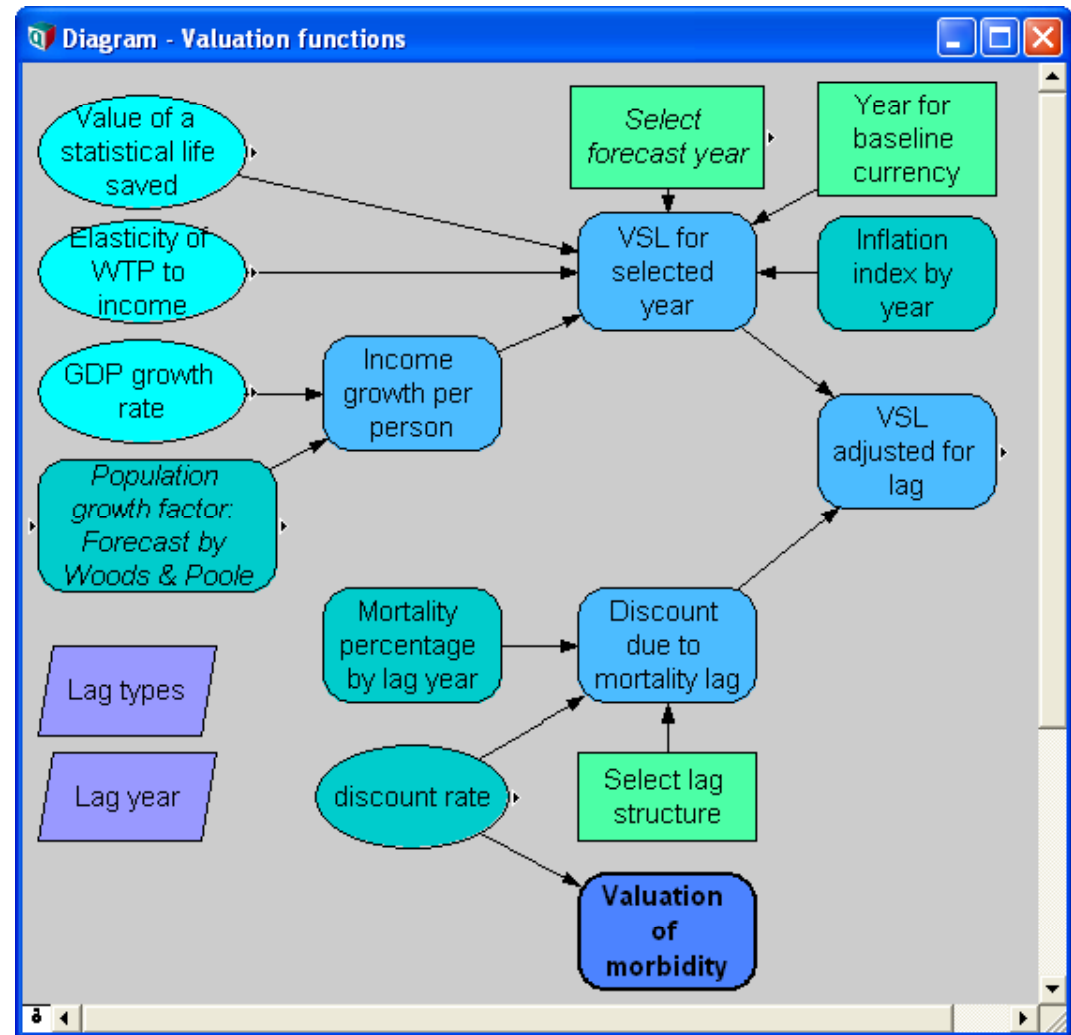 Diagram - Valuation functions
Value of a
statistical life
saved
Select
forecast year
Year for
baseline
currency
Elasticity of
WTP to
income
VSL for
selected
year
Inflation
index by
year
GDP growth
rate
Income
growth per
person
VSL
adjusted for
lag
Population
growth factor:
Forecast by
Woods & Poole
Mortality
percentage
by lag year
Discount
due to
mortality lag
Lag types
Lag year
discount rate
Select lag
structure
Valuation
of
morbidity